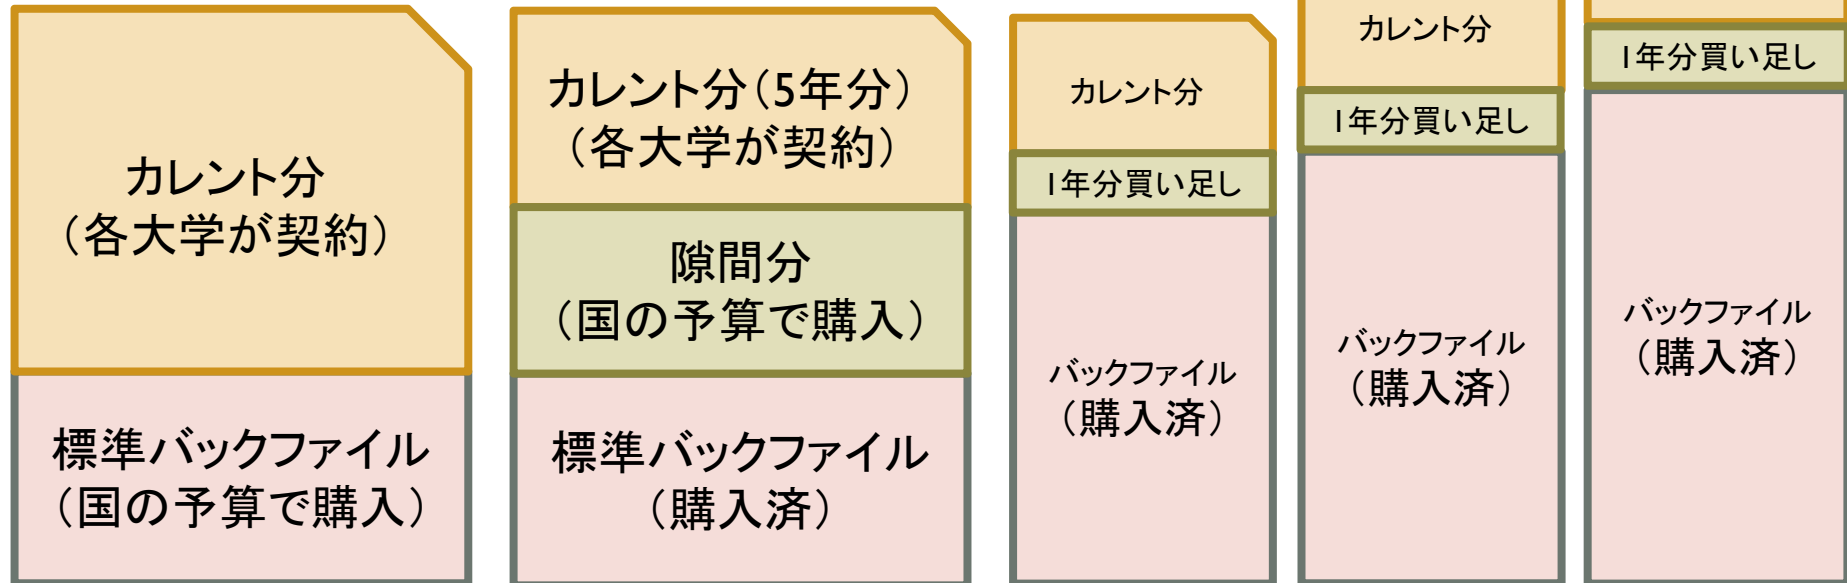 カレント分
（各大学が契約）
標準バックファイル
（国の予算で購入）
カレント分（5年分）
（各大学が契約）
隙間分
（国の予算で購入）
標準バックファイル
（購入済）
カレント分
1年分買い足し
バックファイル
（購入済）
カレント分
1年分買い足し
バックファイル
（購入済）
1年分買い足し
バックファイル
（購入済）